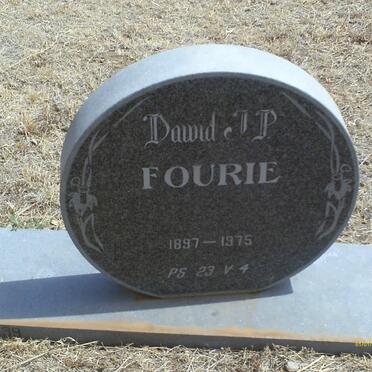 Dawid J P
FOURIE
1897 – 1975
PS 23 V 4